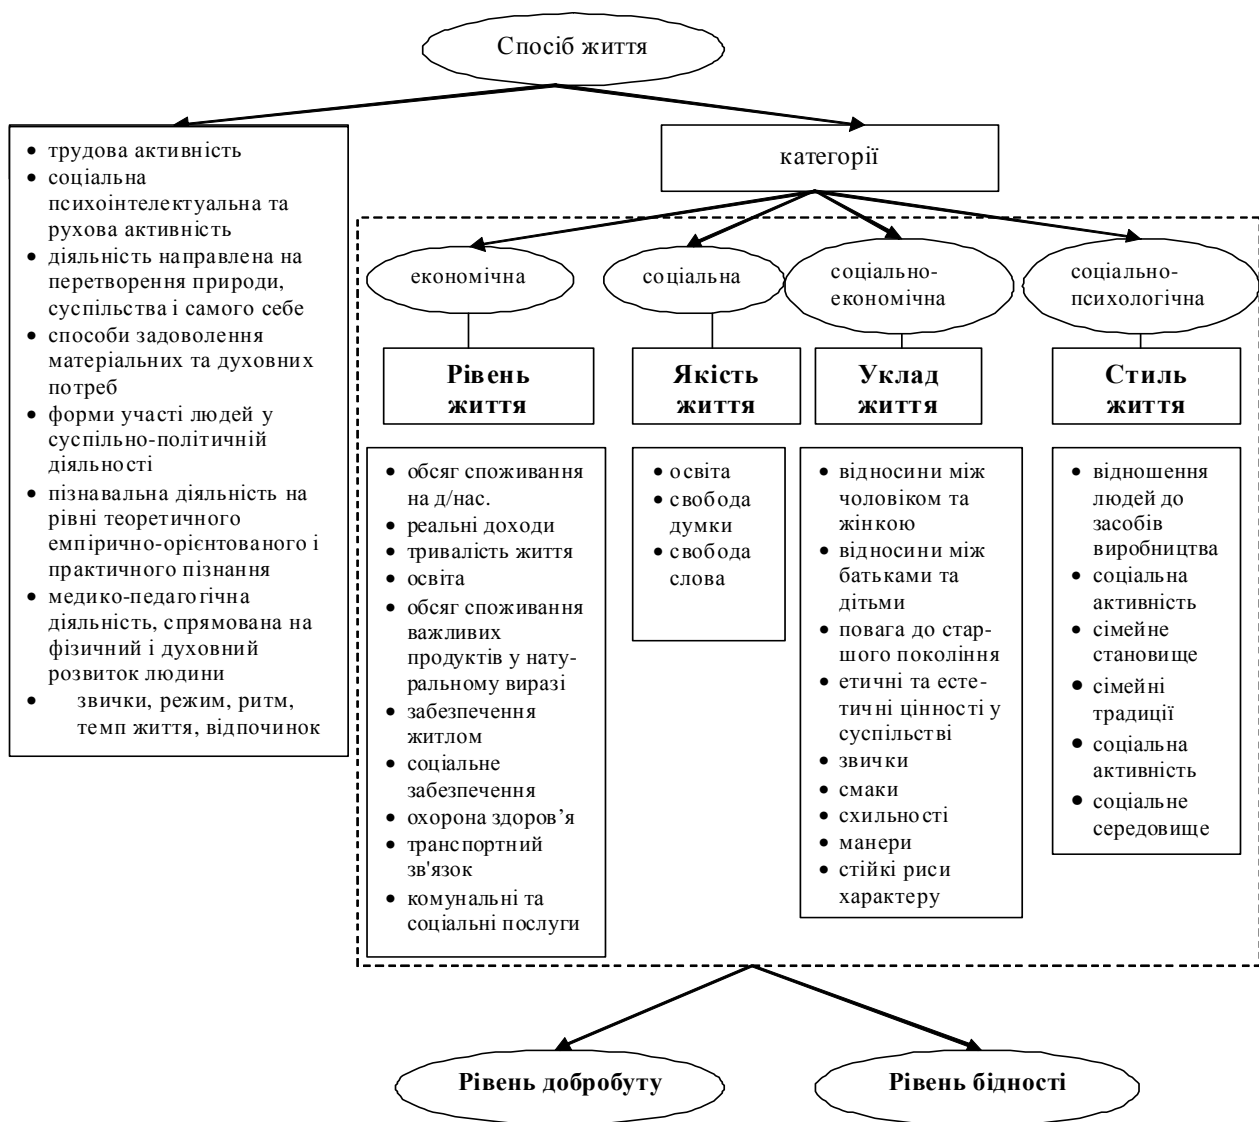 Спосіб життя
• трудова активність
• соціальна
психоінтелектуальна та
рухова активність
• діяльність направлена на
перетворення природи,
суспільства і самого себе
• способи задоволення
матеріальних та духовних
потреб
• форми участі людей у
суспільно-політичній
діяльності
• пізнавальна діяльність на
рівні теоретичного
емпірично-орієнтованого і
практичного пізнання
• медико-педагогічна
діяльність, спрямована на
фізичний і духовний
розвиток людини
• звички, режим, ритм,
темп життя, відпочинок
категорії
економічна
Рівень
життя
• обсяг споживання
на д/нас.
• реальні доходи
• тривалість життя
• освіта
• обсяг споживання
важливих
продуктів у нату-
ральному виразі
• забезпечення
житлом
• соціальне
забезпечення
• охорона здоров’я
• транспортний
зв'язок
• комунальні та
соціальні послуги
соціальна
Якість
життя
• освіта
• свобода
думки
• свобода
слова
соціально-
економічна
Уклад
життя
• відносини між
чоловіком та
жінкою
• відносини між
батьками та
дітьми
• повага до стар-
шого покоління
• етичні та есте-
тичні цінності у
суспільстві
• звички
• смаки
• схильності
• манери
• стійкі риси
характеру
соціально-
психологічна
Стиль
життя
• відношення
людей до
засобів
виробництва
• соціальна
активність
• сімейне
становище
• сімейні
традиції
• соціальна
активність
• соціальне
середовище
Рівень добробуту
Рівень бідності